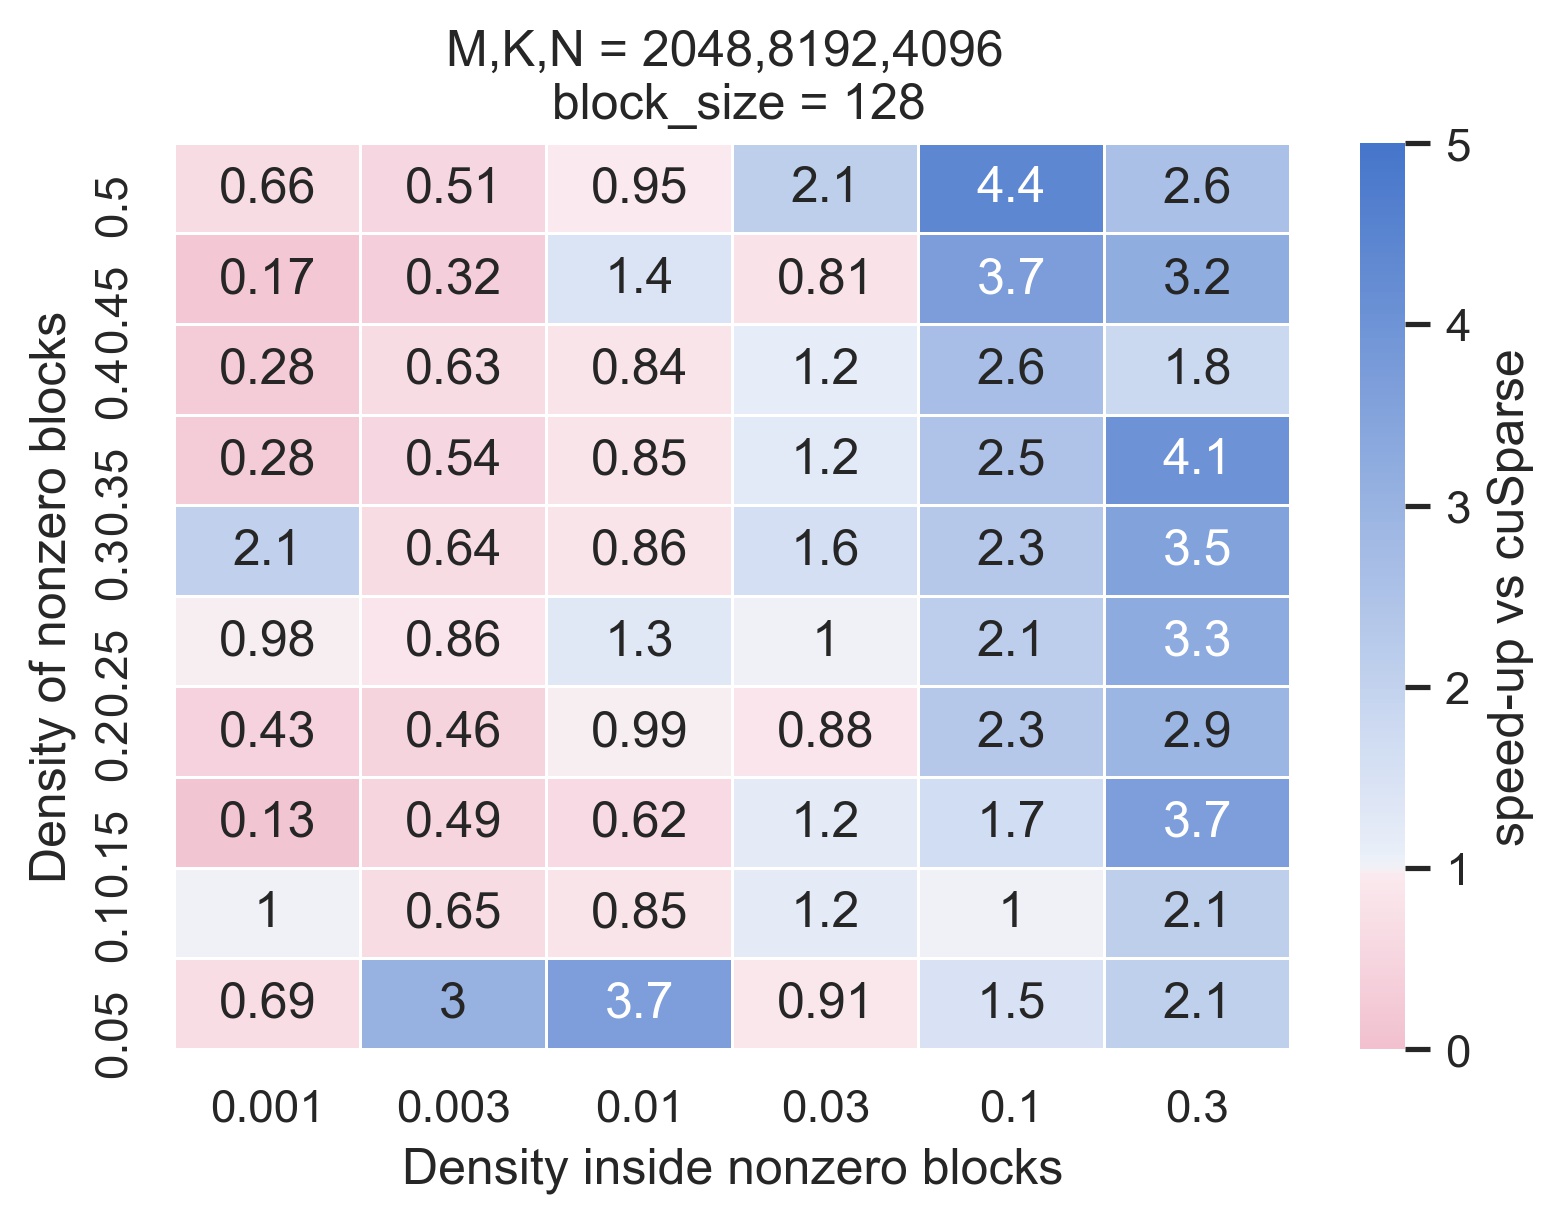 M,K,N = 2048,8192,4096
block_size = 128
Density of nonzero blocks
0.5 0.66 0.51 0.95 2.1 4.4 2.6
0.45 0.17 0.32 1.4 0.81 3.7 3.2
0.4 0.28 0.63 0.84 1.2 2.6 1.8
0.35 0.28 0.54 0.85 1.2 2.5 4.1
0.3 2.1 0.64 0.86 1.6 2.3 3.5
0.25 0.98 0.86 1.3 1 2.1 3.3
0.2 0.43 0.46 0.99 0.88 2.3 2.9
0.15 0.13 0.49 0.62 1.2 1.7 3.7
0.1 1 0.65 0.85 1.2 1 2.1
0.05 0.69 3 3.7 0.91 1.5 2.1
0.001 0.003 0.01 0.03 0.1 0.3
Density inside nonzero blocks
5
4
3
2
1
0
speed-up vs cuSparse